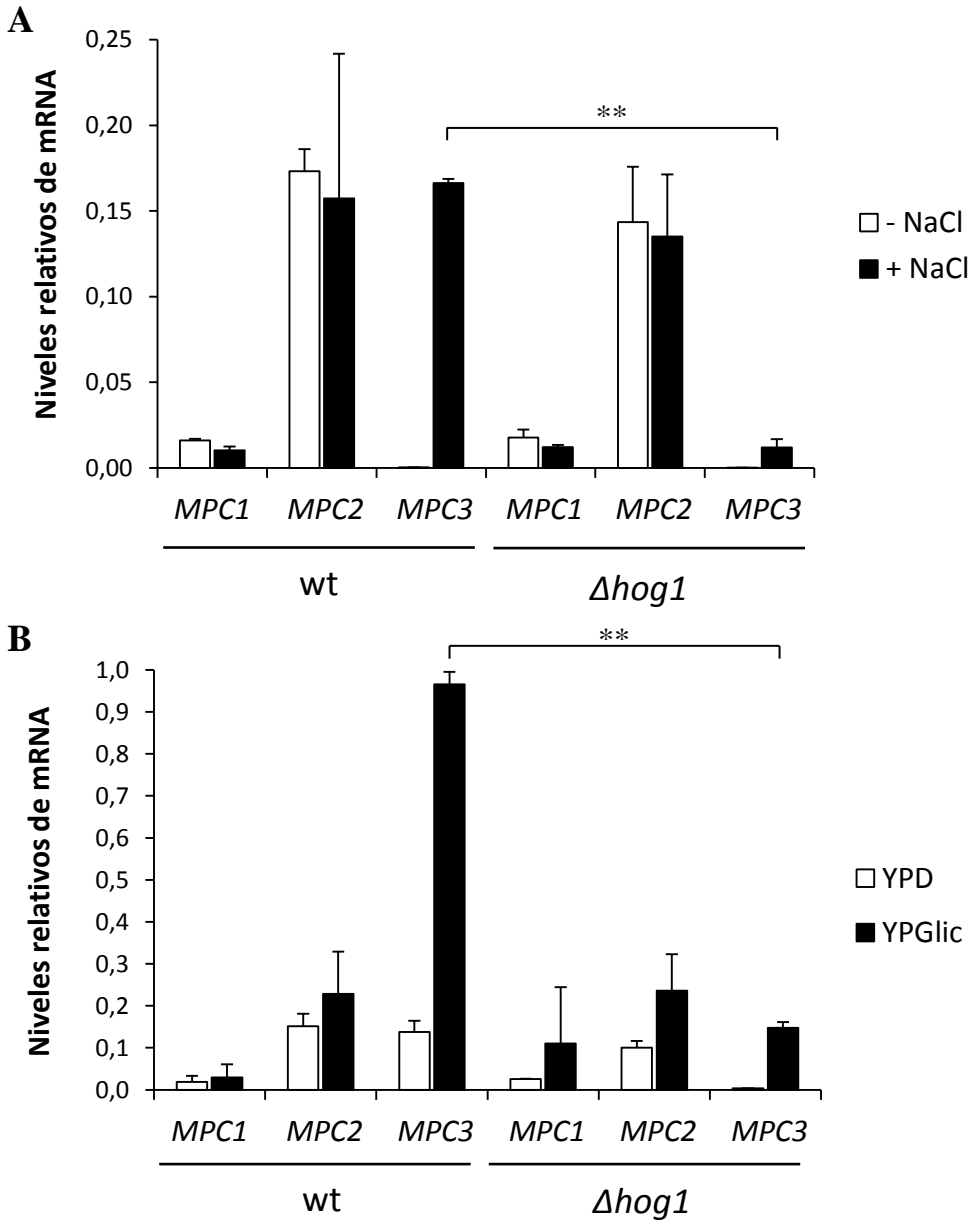 A
Niveles relativos de mRNA
0,25
0,20
0,15
0,10
0,05
0,00
**
- NaCl
+ NaCl
MPC1 MPC2 MPC3 MPC1 MPC2 MPC3
wt Δhog1
B
Niveles relativos de mRNA
1,0
0,9
0,8
0,7
0,6
0,5
0,4
0,3
0,2
0,1
0,0
**
YPD
YPGlic
MPC1 MPC2 MPC3 MPC1 MPC2 MPC3
wt Δhog1